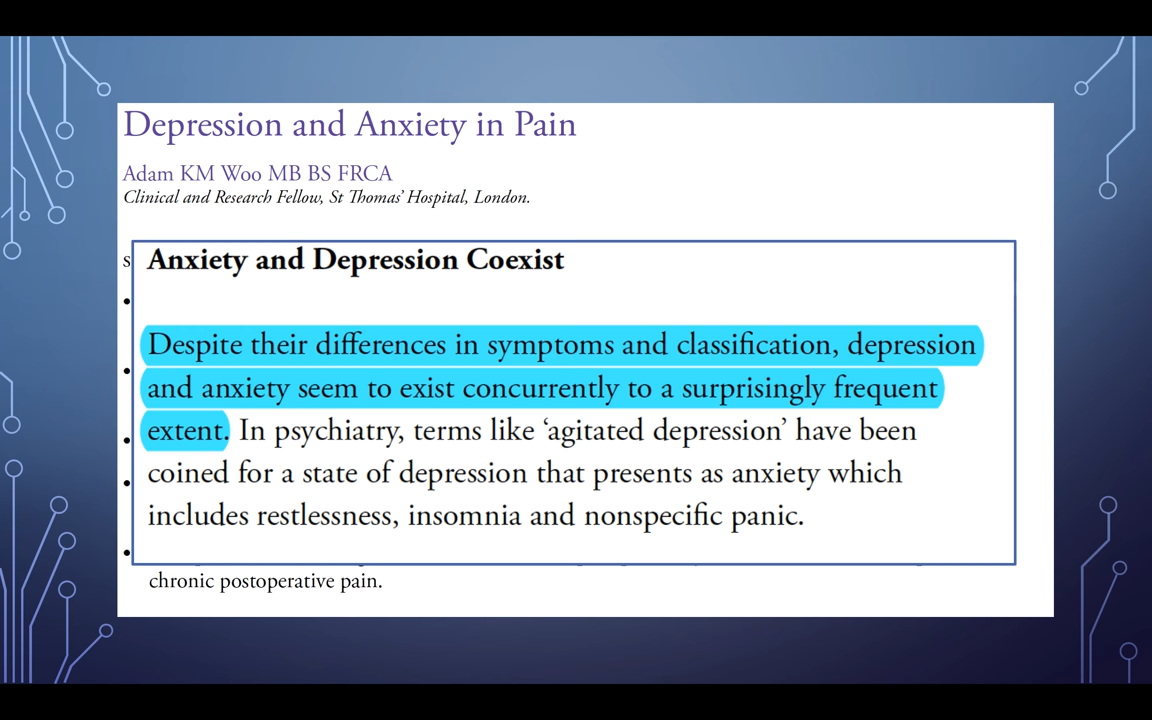 Depression and Anxiety in Pain
Adam KM Woo MB BS FRCA
Clinical and Research Fellow, St Thomas’ Hospital, London.
s
Anxiety and Depression Coexist
•
Despite their differences in symptoms and classification, depression
•
and anxiety seem to exist concurrently to a surprisingly frequent
•
extent. In psychiatry, terms like ‘agitated depression’ have been
•
coined for a state of depression that presents as anxiety which
includes restlessness, insomnia and nonspecific panic.
•
chronic postoperative pain.